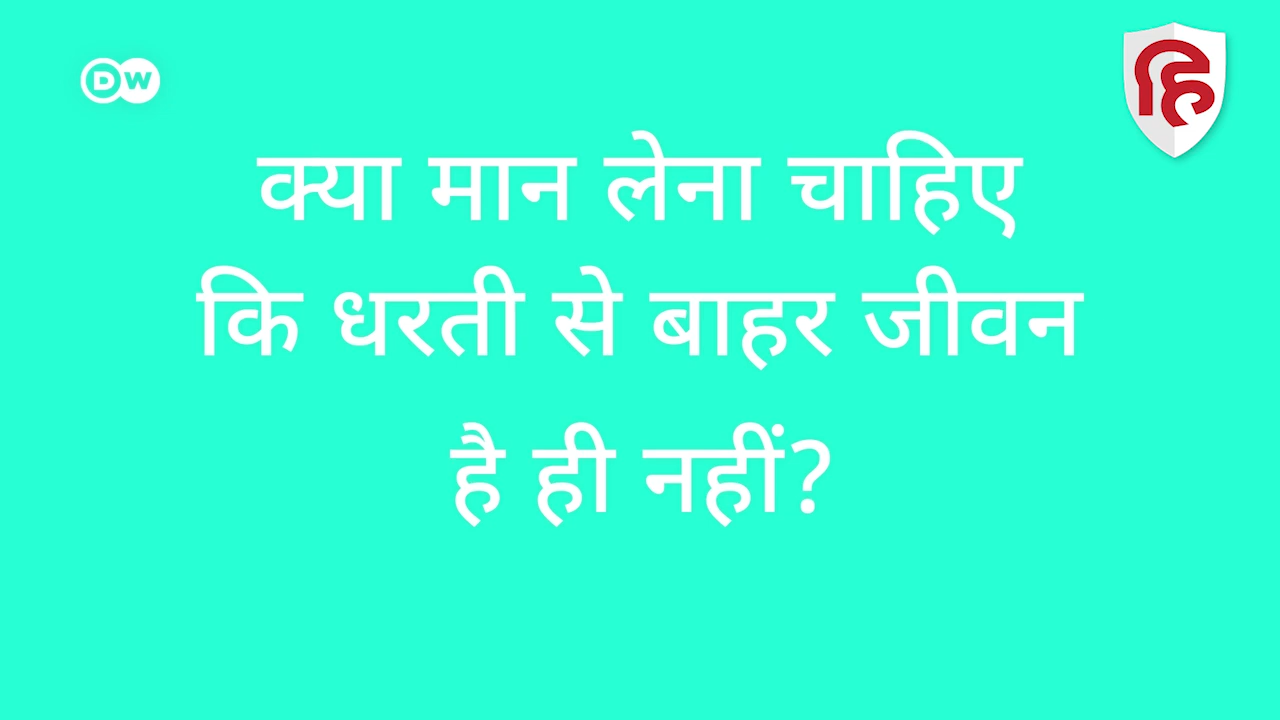 DW
हि
क्या मान लेना चाहिए
कि धरती से बाहर जीवन
है ही नहीं?